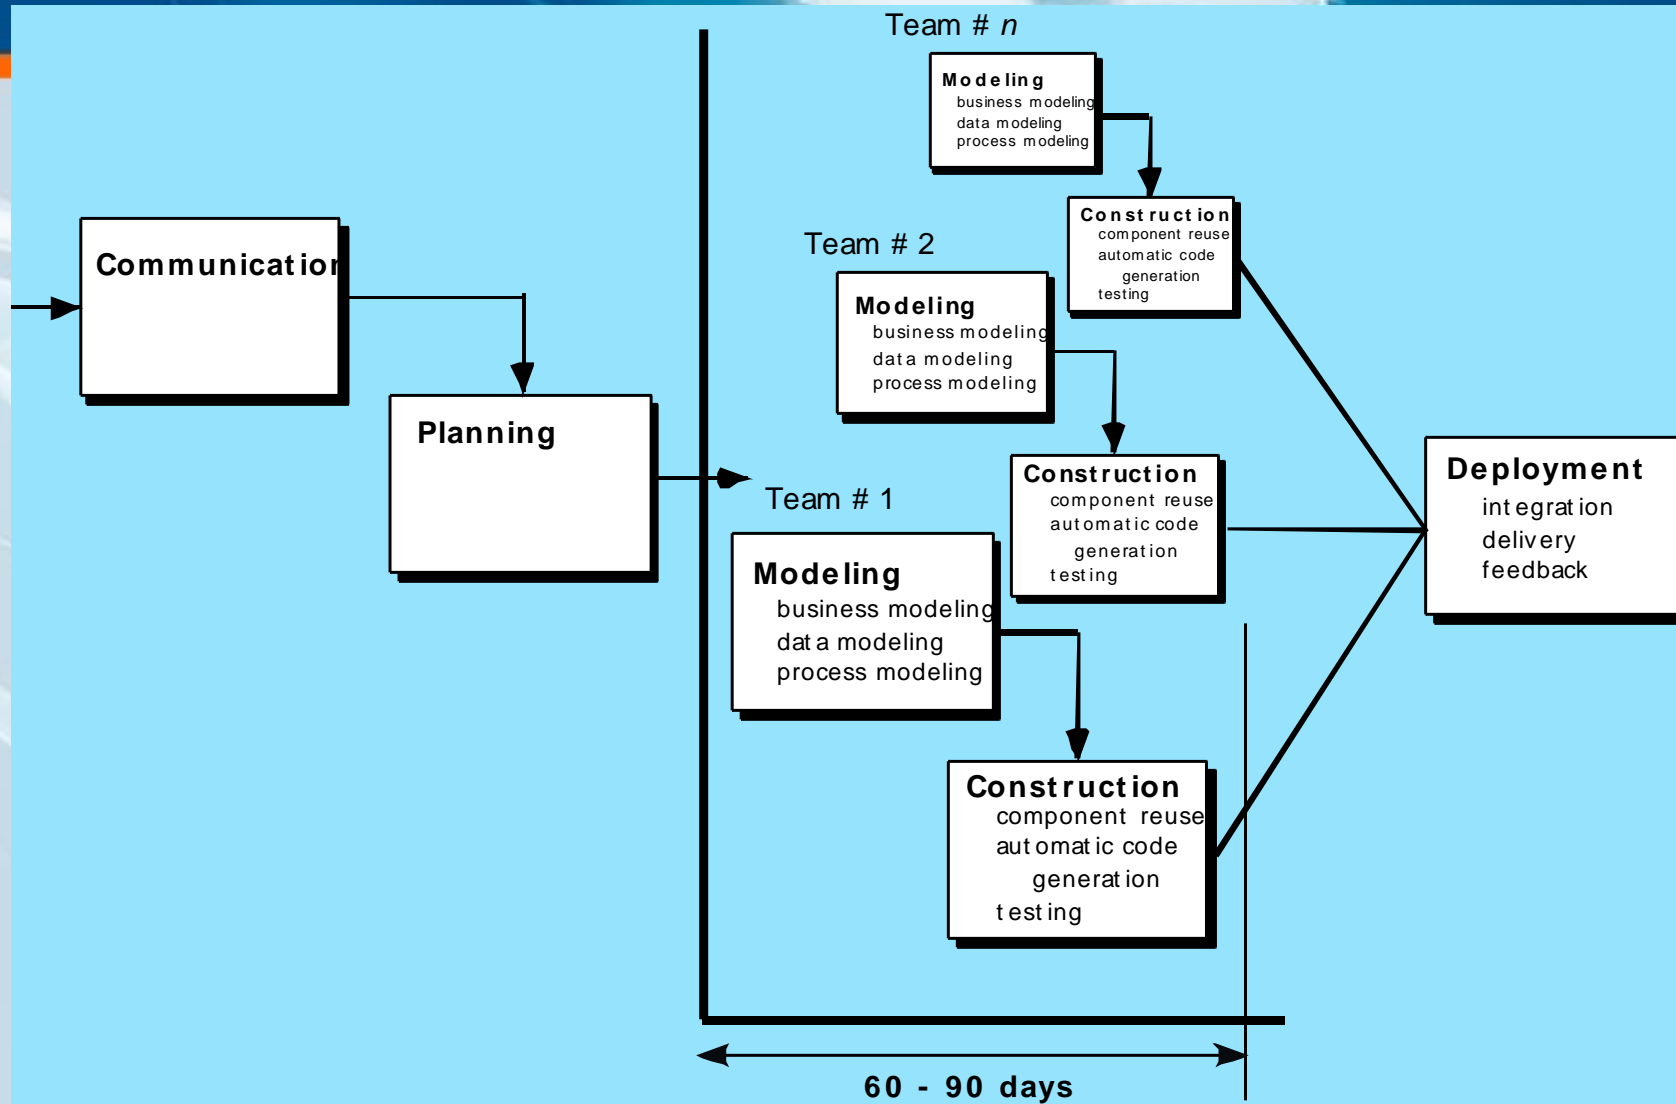 Team # n
Modeling
business modeling
data modeling
process modeling
Construction
component reuse
automatic code
generation
testing
Communication
Team # 2
Modeling
business modeling
data modeling
process modeling
Planning
Construction
component reuse
automatic code
generation
testing
Team # 1
Modeling
business modeling
data modeling
process modeling
Construction
component reuse
automatic code
generation
testing
Deployment
integration
delivery
feedback
60 - 90 days